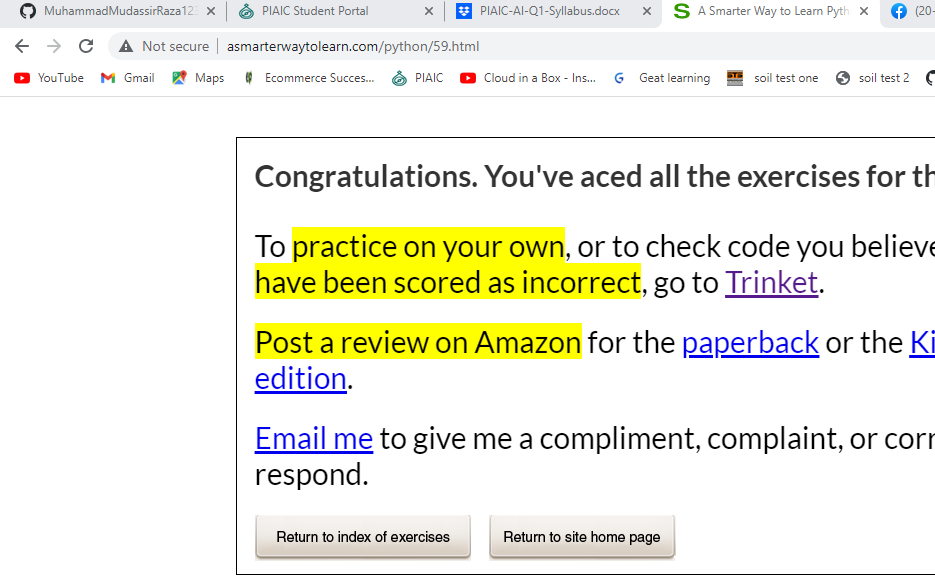 MuhammadMudassirRaza123
PIAIC Student Portal
PIAIC-AI-Q1-Syllabus.docx
A Smarter Way to Learn Pyth
(20-
Not secure
asmarterwaytolearn.com/python/59.html
YouTube
Gmail
Maps
Ecommerce Succes...
PIAIC
Cloud in a Box - Ins...
Geat learning
soil test one
soil test 2
Congratulations. You've aced all the exercises for th
To practice on your own, or to check code you believe
have been scored as incorrect, go to Trinket.
Post a review on Amazon for the paperback or the Ki
edition.
Email me to give me a compliment, complaint, or corr
respond.
Return to index of exercises
Return to site home page